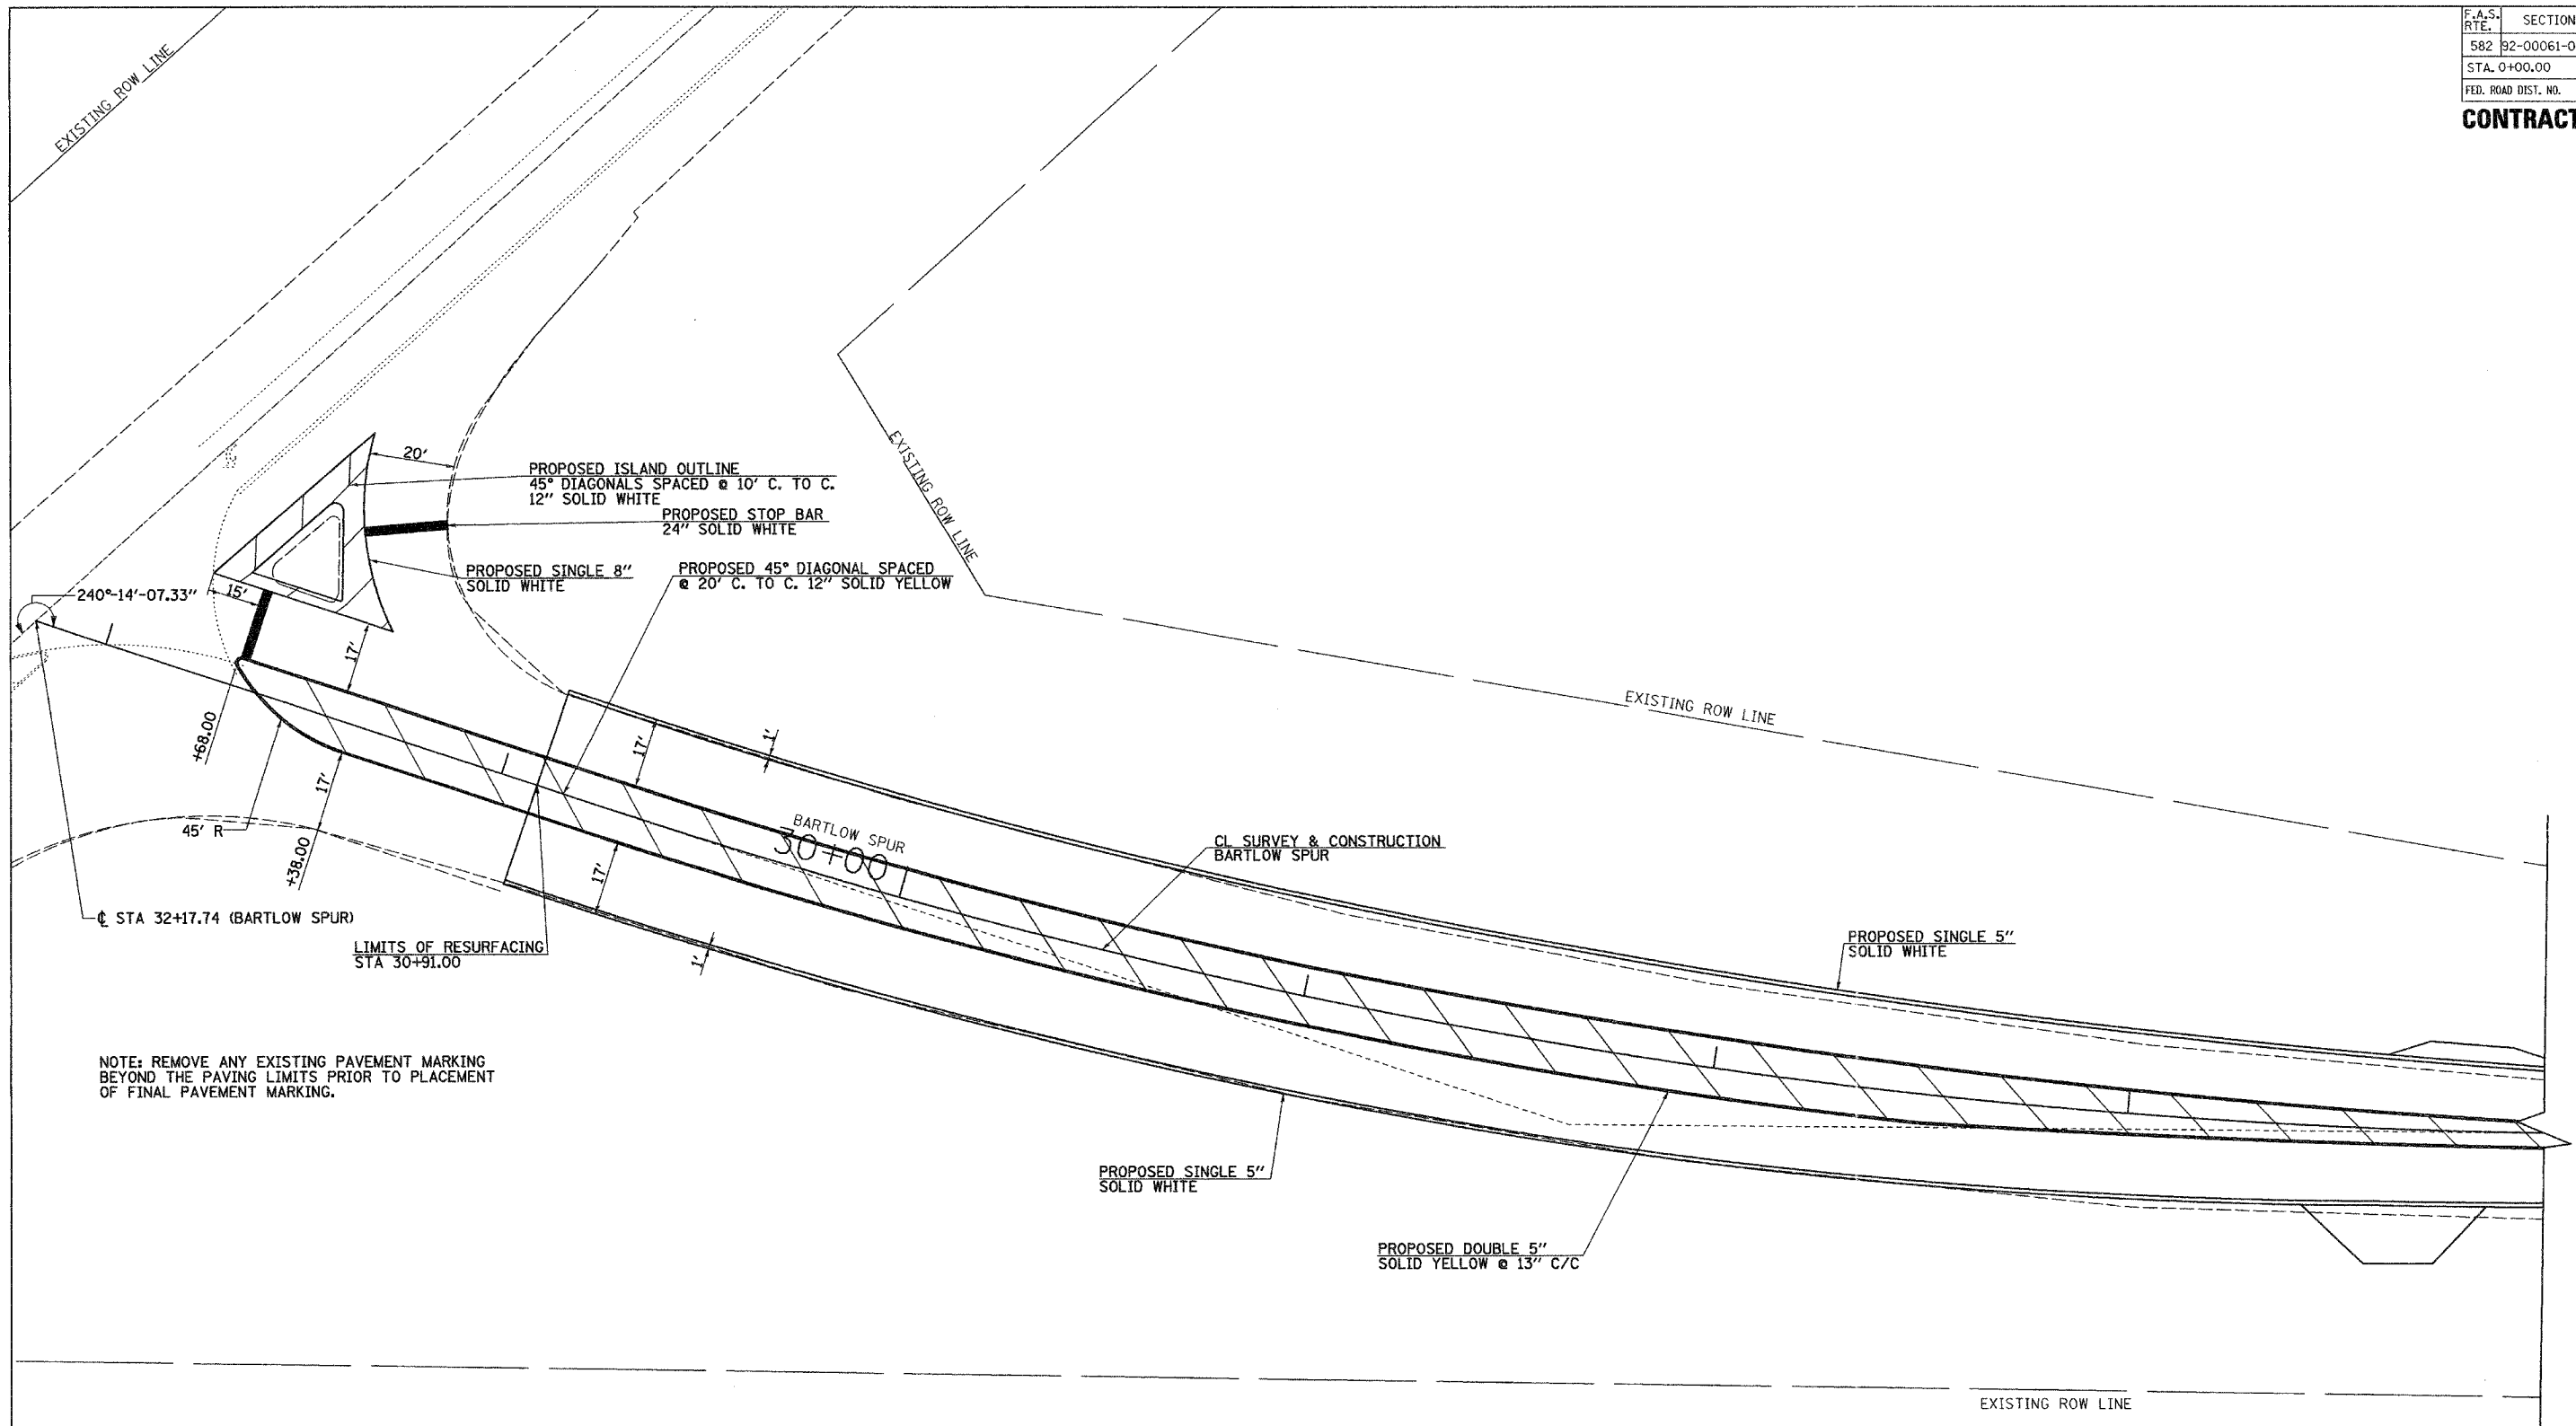 F.A.S. RTE. SECTION
582 92-00061-0
STA. 0+00.00
FED. ROAD DIST. NO.
CONTRACT
EXISTING ROW LINE
20'
PROPOSED ISLAND OUTLINE
45° DIAGONALS SPACED @ 10' C. TO C.
12" SOLID WHITE
PROPOSED STOP BAR
24" SOLID WHITE
EXISTING ROW LINE
PROPOSED SINGLE 8"
SOLID WHITE
PROPOSED 45° DIAGONAL SPACED
@ 20' C. TO C. 12" SOLID YELLOW
240°-14'-07.33"
15'
17'
EXISTING ROW LINE
+68.00
17'
1'
45' R
17'
+38.00
BARTLOW SPUR
30+00
17'
CL SURVEY & CONSTRUCTION
BARTLOW SPUR
℄ STA 32+17.74 (BARTLOW SPUR)
LIMITS OF RESURFACING
STA 30+91.00
1'
PROPOSED SINGLE 5"
SOLID WHITE
NOTE: REMOVE ANY EXISTING PAVEMENT MARKING
BEYOND THE PAVING LIMITS PRIOR TO PLACEMENT
OF FINAL PAVEMENT MARKING.
PROPOSED SINGLE 5"
SOLID WHITE
PROPOSED DOUBLE 5"
SOLID YELLOW @ 13" C/C
EXISTING ROW LINE